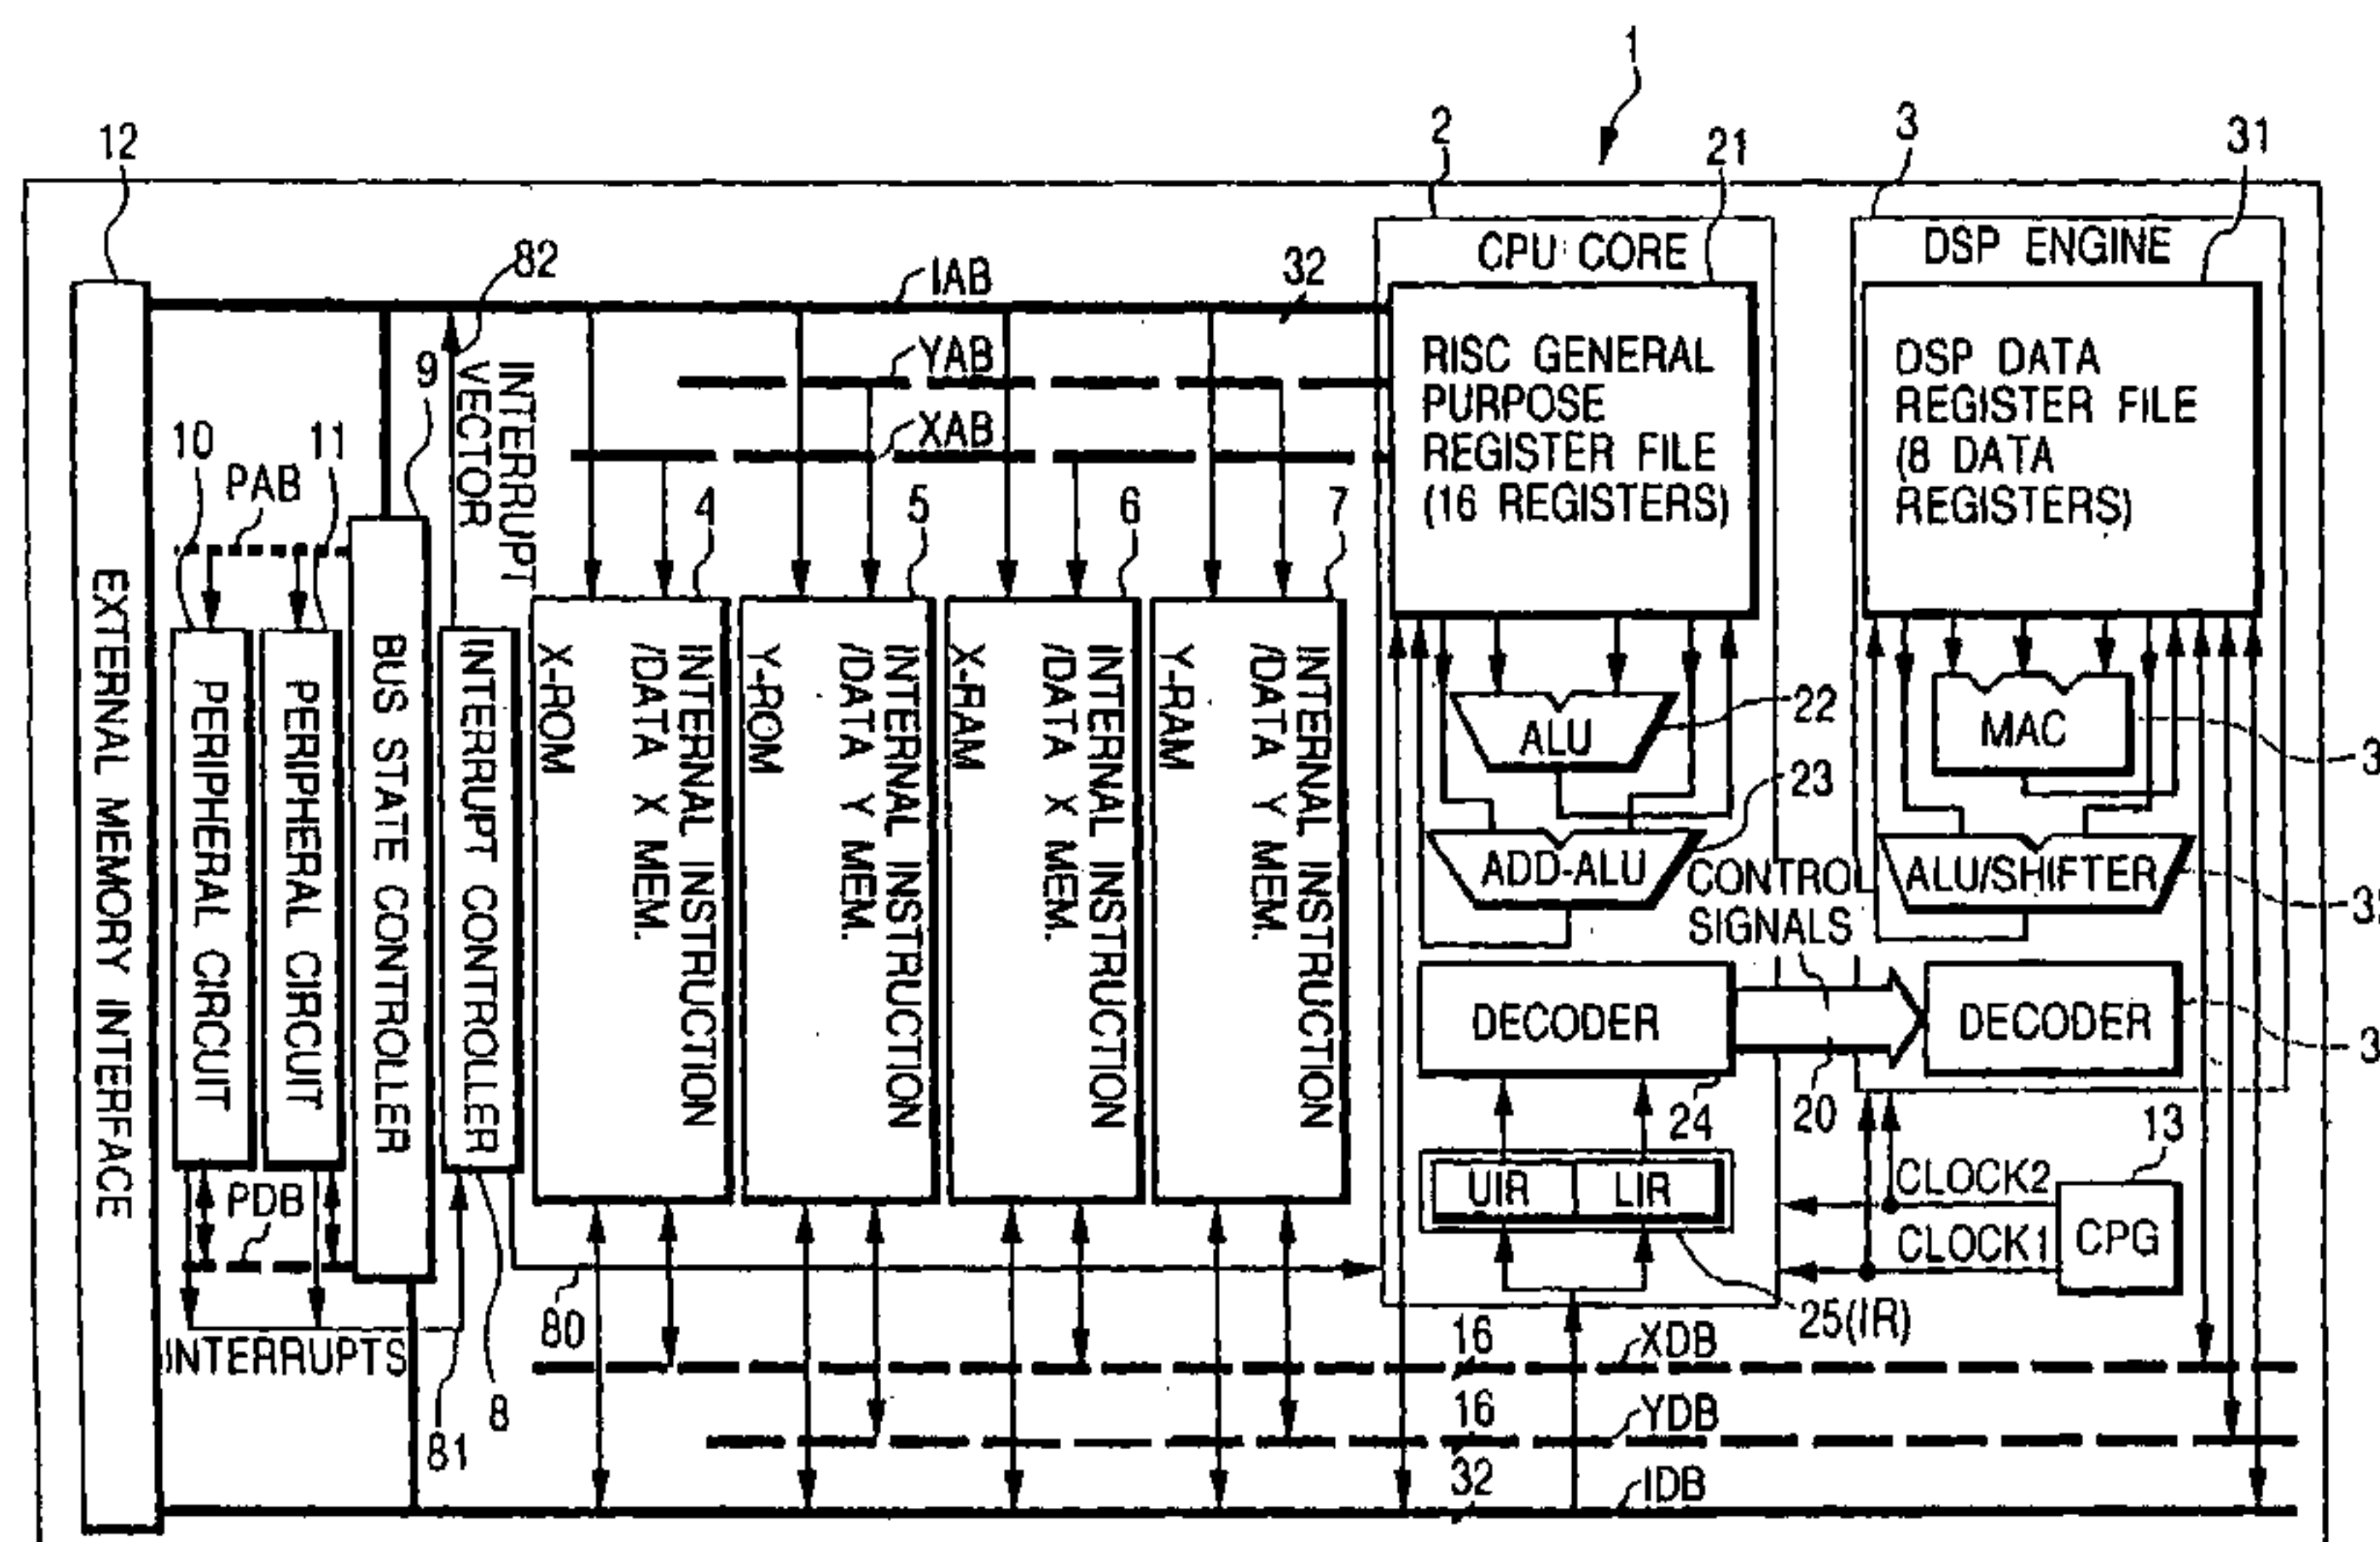 1
12
2
21
3
31
82
IAB
32
CPU CORE
DSP ENGINE
YAB
XAB
9
INTERRUPT
VECTOR
10
PAB
11
4
5
6
7
RISC GENERAL
PURPOSE
REGISTER FILE
(16 REGISTERS)
DSP DATA
REGISTER FILE
(8 DATA
REGISTERS)
EXTERNAL MEMORY INTERFACE
PERIPHERAL CIRCUIT
PERIPHERAL CIRCUIT
BUS STATE CONTROLLER
INTERRUPT CONTROLLER
INTERNAL INSTRUCTION
/DATA X MEM.
X-ROM
INTERNAL INSTRUCTION
/DATA Y MEM.
Y-ROM
INTERNAL INSTRUCTION
/DATA X MEM.
X-RAM
INTERNAL INSTRUCTION
/DATA Y MEM.
Y-RAM
ALU
22
MAC
23
ADD-ALU
CONTROL
SIGNALS
ALU/SHIFTER
DECODER
DECODER
24
20
13
UIR
LIR
CLOCK2
CLOCK1
CPG
PDB
80
25(IR)
INTERRUPTS
81
8
16
XDB
16
YDB
32
IDB